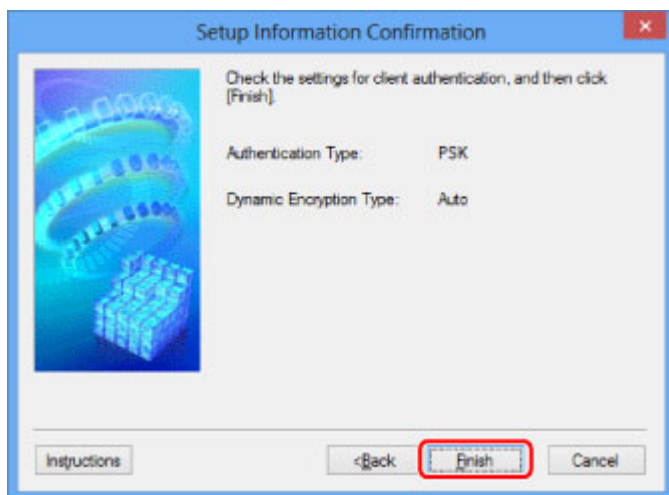 Setup Information Confirmation
Check the settings for client authentication, and then click
[Finish].
Authentication Type: PSK
Dynamic Encryption Type: Auto
Instructions <Back Finish Cancel